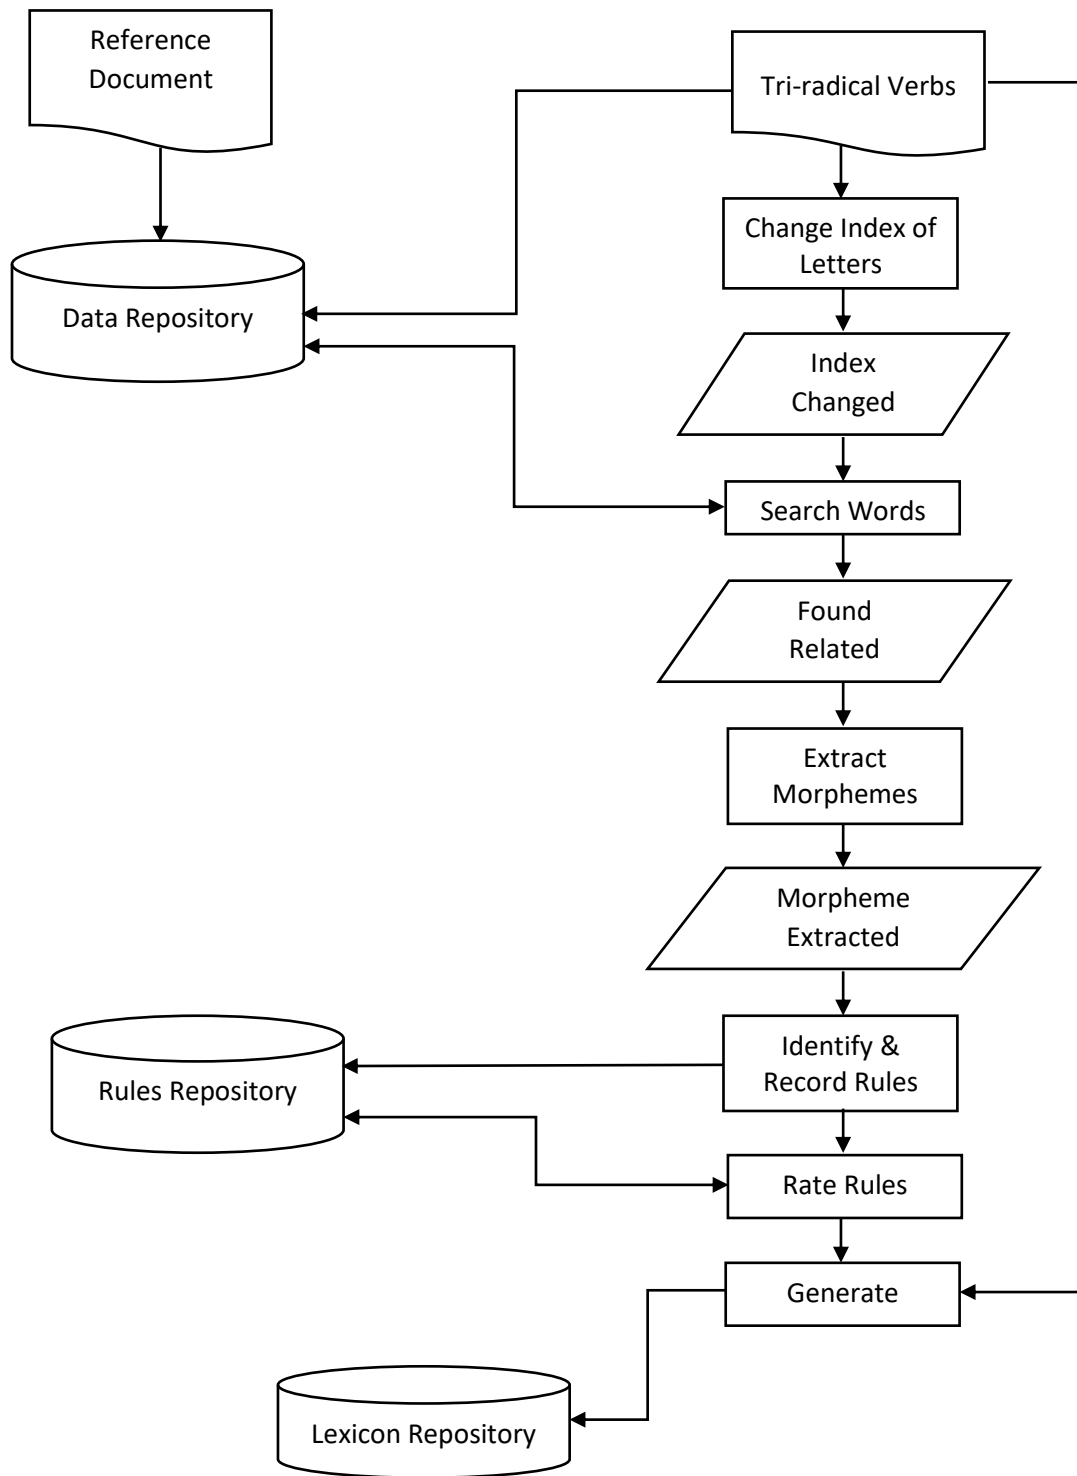 Reference
Document
Tri-radical Verbs
Change Index of
Letters
Data Repository
Index
Changed
Search Words
Found
Related
Extract
Morphemes
Morpheme
Extracted
Identify &
Record Rules
Rules Repository
Rate Rules
Generate
Lexicon Repository